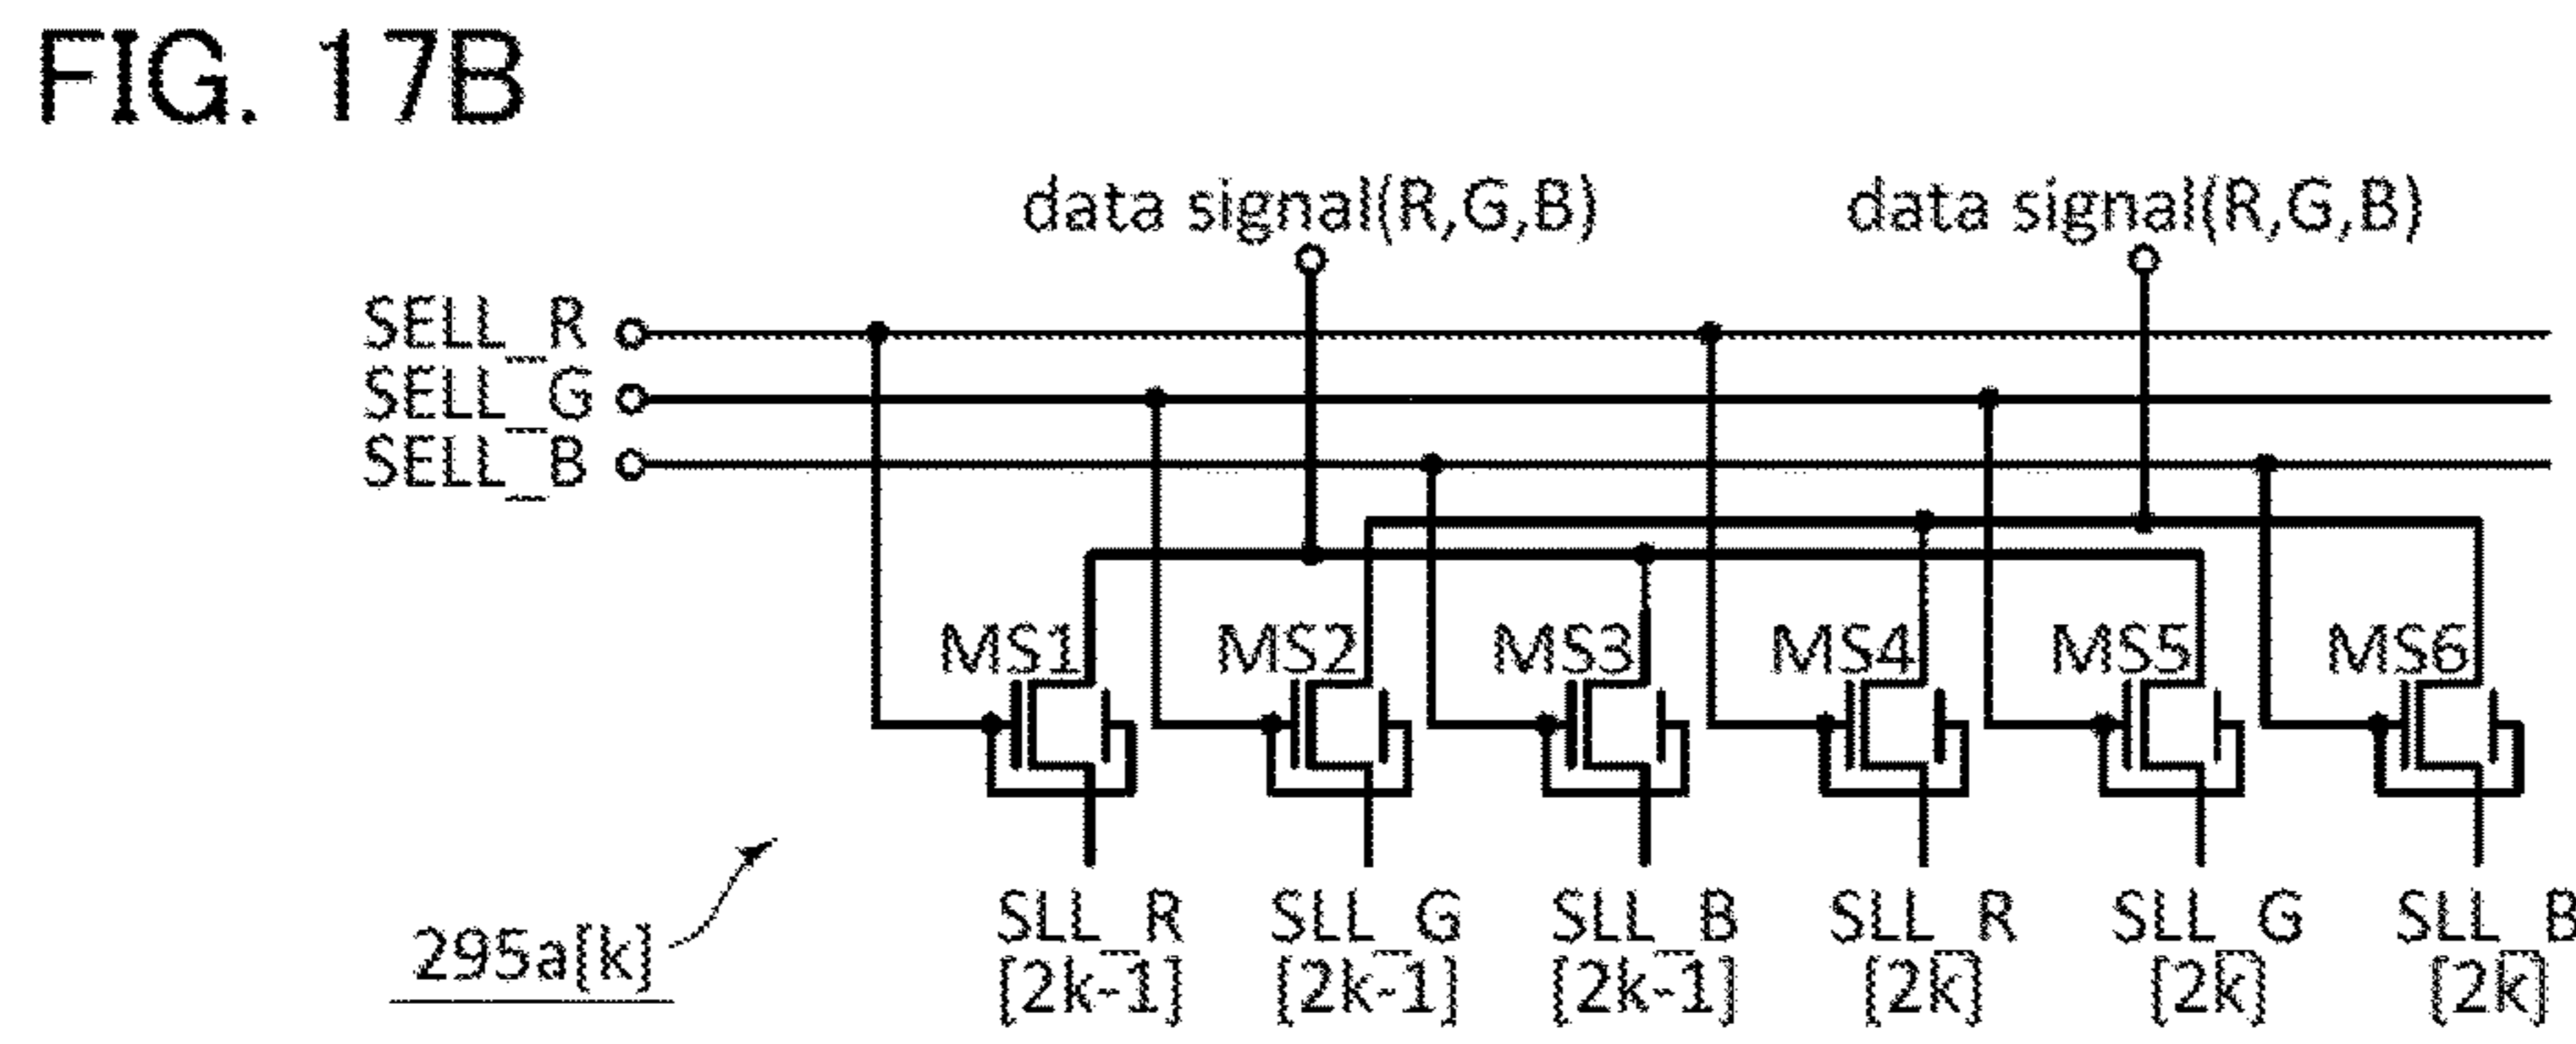 FIG. 17B
data signal(R,G,B) data signal(R,G,B)
SELL_R
SELL_G
SELL_B
MS1 MS2 MS3 MS4 MS5 MS6
SLL_R SLL_G SLL_B SLL_R SLL_G SLL_B
[2k-1] [2k-1] [2k-1] [2k] [2k] [2k]
295a[k]